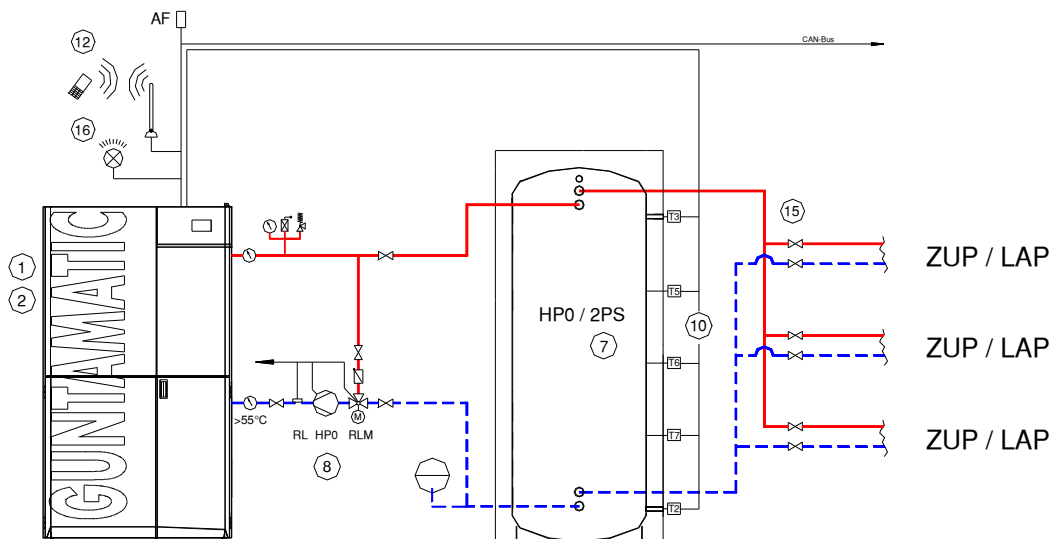 AF
CAN-Bus
12
16
GUNTAMATIC
1
2
>55°C
RL HP0 RLM
M
8
HP0 / 2PS
7
T3
T5
T6
T7
T2
10
15
ZUP / LAP
ZUP / LAP
ZUP / LAP